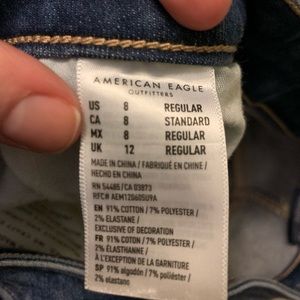 AMERICAN EAGLE
OUTFITTERS
US 8 REGULAR
CA 8 STANDARD
MX 8 REGULAR
UK 12 REGULAR
MADE IN CHINA / FABRIQUÉ EN CHINE /
HECHO EN CHINA
RN 54485/ CA 03873
RFC# AEM120605U9A
EN 91% COTTON / 7% POLYESTER /
2% ELASTANE /
EXCLUSIVE OF DECORATION
FR 91% COTON / 7% POLYESTER /
2% ÉLASTHANNE /
À L'EXCEPTION DE LA GARNITURE
SP 91% algodón / 7% poliéster /
2% elastano /